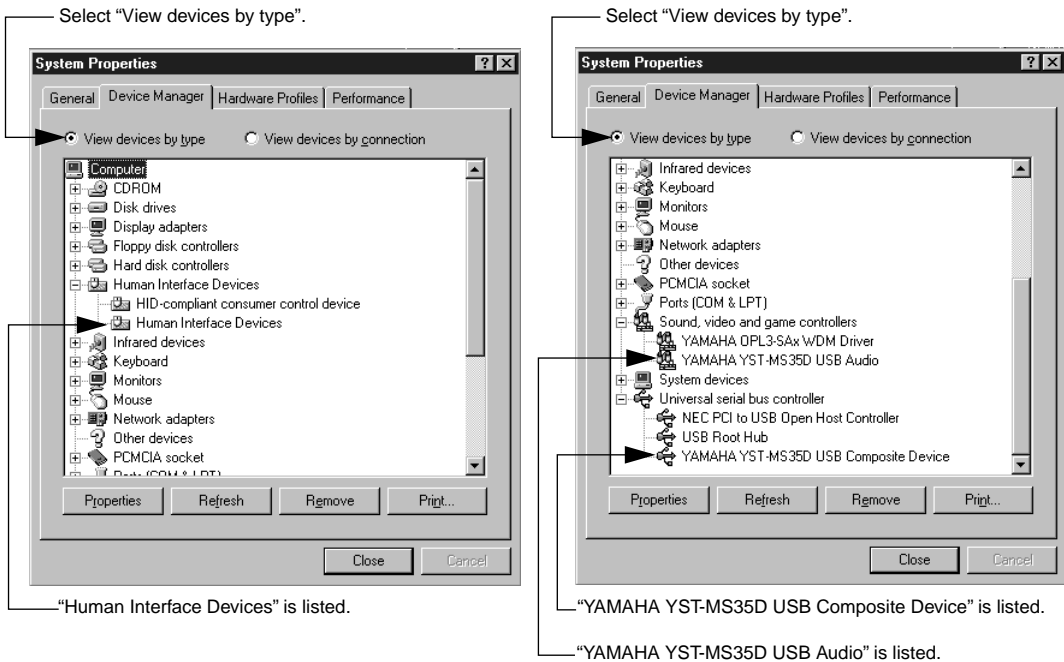 Select “View devices by type”.
System Properties
General Device Manager Hardware Profiles Performance
View devices by type View devices by connection
Computer
CDROM
Disk drives
Display adapters
Floppy disk controllers
Hard disk controllers
Human Interface Devices
HID-compliant consumer control device
Human Interface Devices
Infrared devices
Keyboard
Monitors
Mouse
Network adapters
Other devices
PCMCIA socket
Ports (COM & LPT)
Properties Refresh Remove Print...
Close Cancel
“Human Interface Devices” is listed.
Select “View devices by type”.
System Properties
General Device Manager Hardware Profiles Performance
View devices by type View devices by connection
Infrared devices
Keyboard
Monitors
Mouse
Network adapters
Other devices
PCMCIA socket
Ports (COM & LPT)
Sound, video and game controllers
YAMAHA OPL3-SAx WDM Driver
YAMAHA YST-MS35D USB Audio
System devices
Universal serial bus controller
NEC PCI to USB Open Host Controller
USB Root Hub
YAMAHA YST-MS35D USB Composite Device
Properties Refresh Remove Print...
Close Cancel
“YAMAHA YST-MS35D USB Composite Device” is listed.
“YAMAHA YST-MS35D USB Audio” is listed.